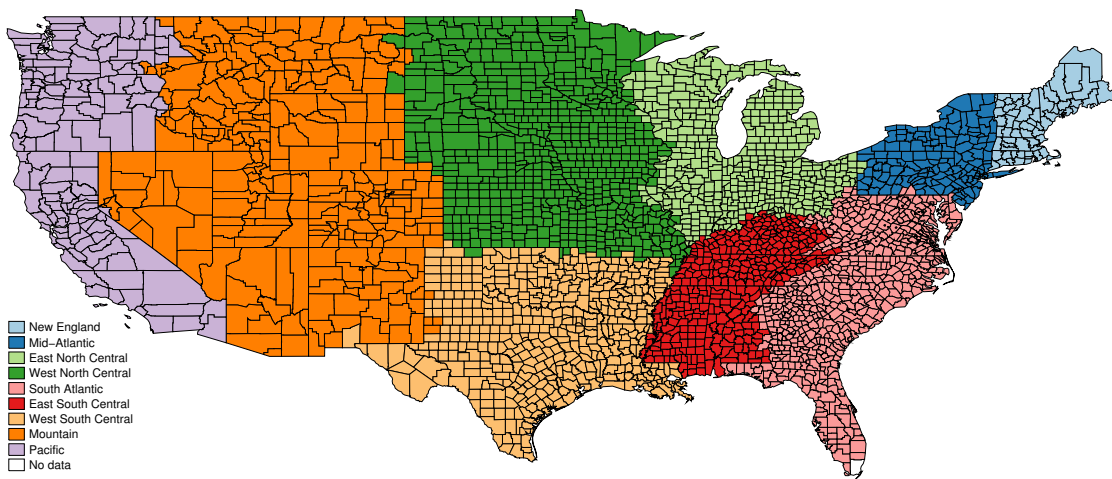 New England
Mid−Atlantic
East North Central
West North Central
South Atlantic
East South Central
West South Central
Mountain
Pacific
No data